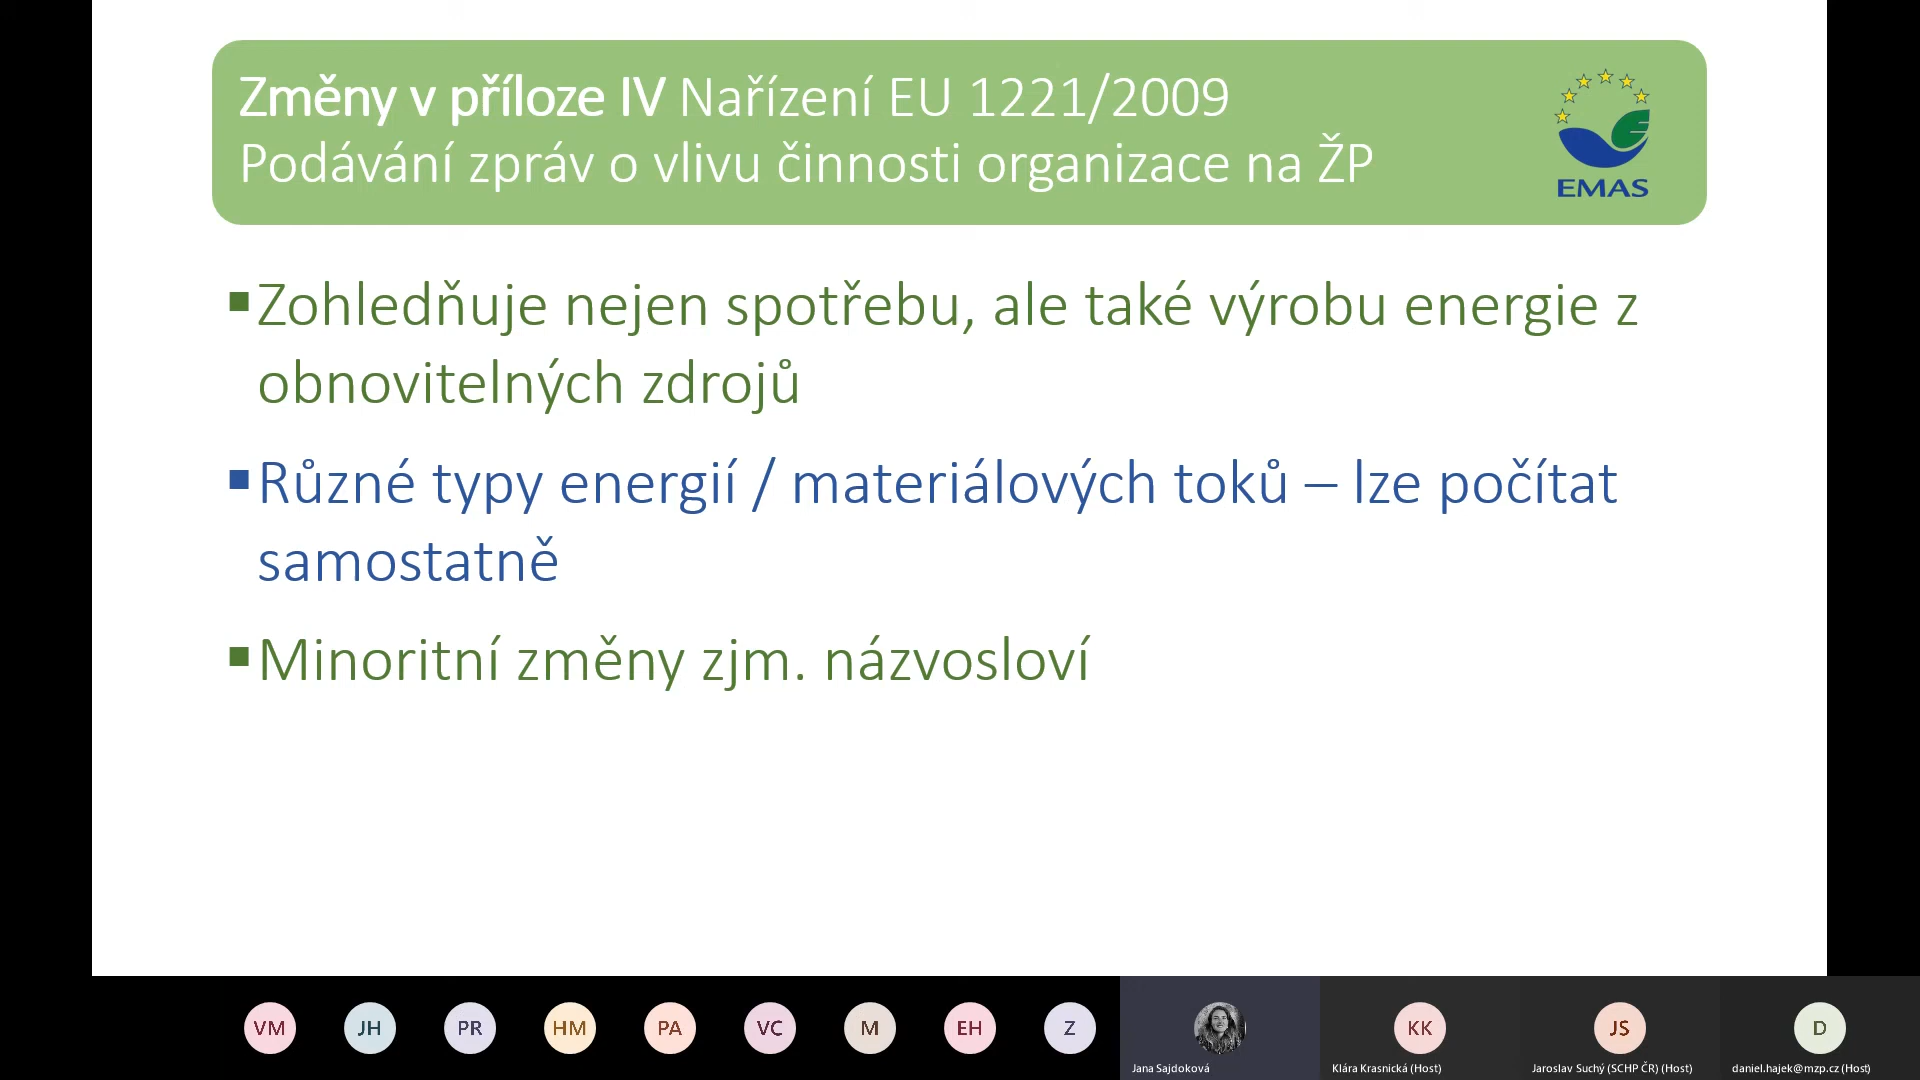 Změny v příloze IV Nařízení EU 1221/2009
Podávání zpráv o vlivu činnosti organizace na ŽP
EMAS
▪Zohledňuje nejen spotřebu, ale také výrobu energie z
obnovitelných zdrojů
▪Různé typy energií / materiálových toků – lze počítat
samostatně
▪Minoritní změny zjm. názvosloví
VM JH PR HM PA VC M EH Z KK JS D
Jana Sajdoková Klára Krasnická (Host) Jaroslav Suchý (SCHP ČR) (Host) daniel.hajek@mzp.cz (Host)